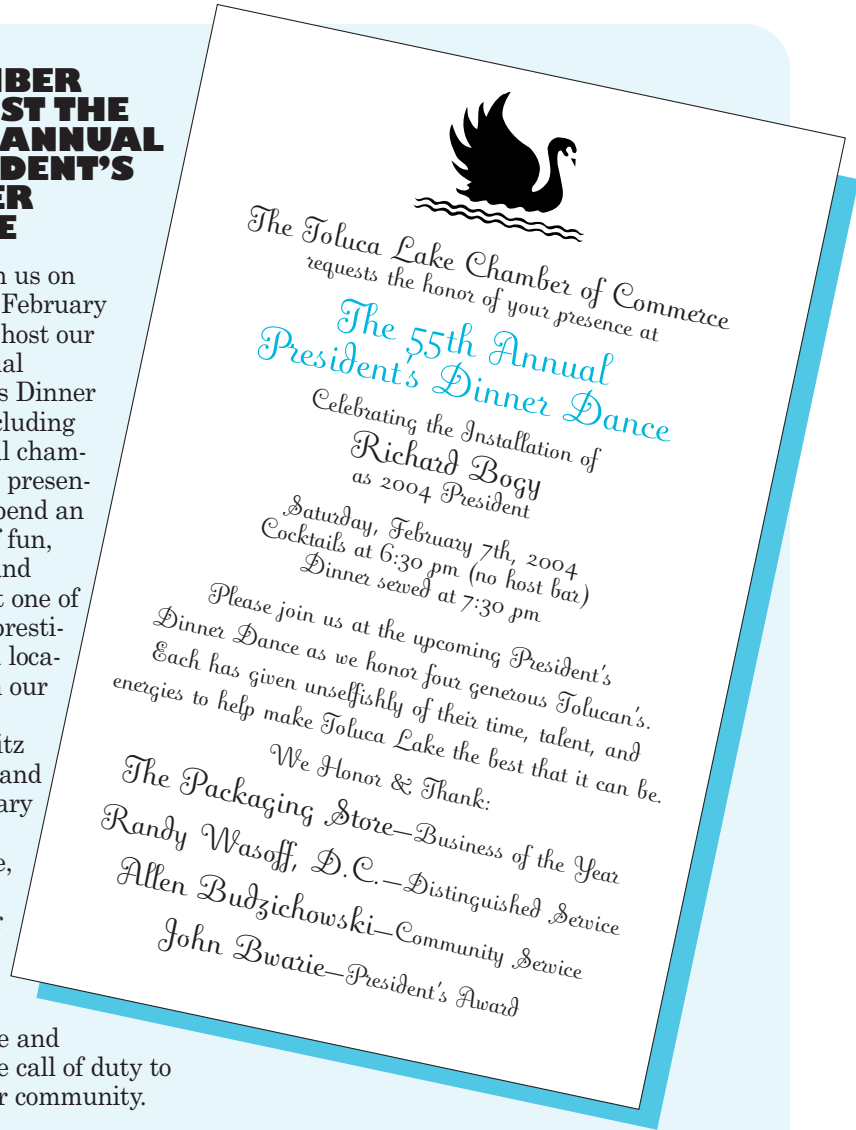 MBER
ST THE
ANNUAL
DENT'S
ER
E
n us on
February
host our
al
s Dinner
cluding
l cham-
presen-
pend an
f fun,
and
t one of
presti-
loca-
n our
itz
and
ary
e,
r
e and
e call of duty to
r community.
The Toluca Lake Chamber of Commerce
requests the honor of your presence at
The 55th Annual
President's Dinner Dance
Celebrating the Installation of
Richard Bogy
as 2004 President
Saturday, February 7th, 2004
Cocktails at 6:30 pm (no host bar)
Dinner served at 7:30 pm
Please join us at the upcoming President's
Dinner Dance as we honor four generous Tolucan's.
Each has given unselfishly of their time, talent, and
energies to help make Toluca Lake the best that it can be.
We Honor & Thank:
The Packaging Store—Business of the Year
Randy Wasoff, D.C.—Distinguished Service
Allen Budzichowski—Community Service
John Bwarie—President's Award